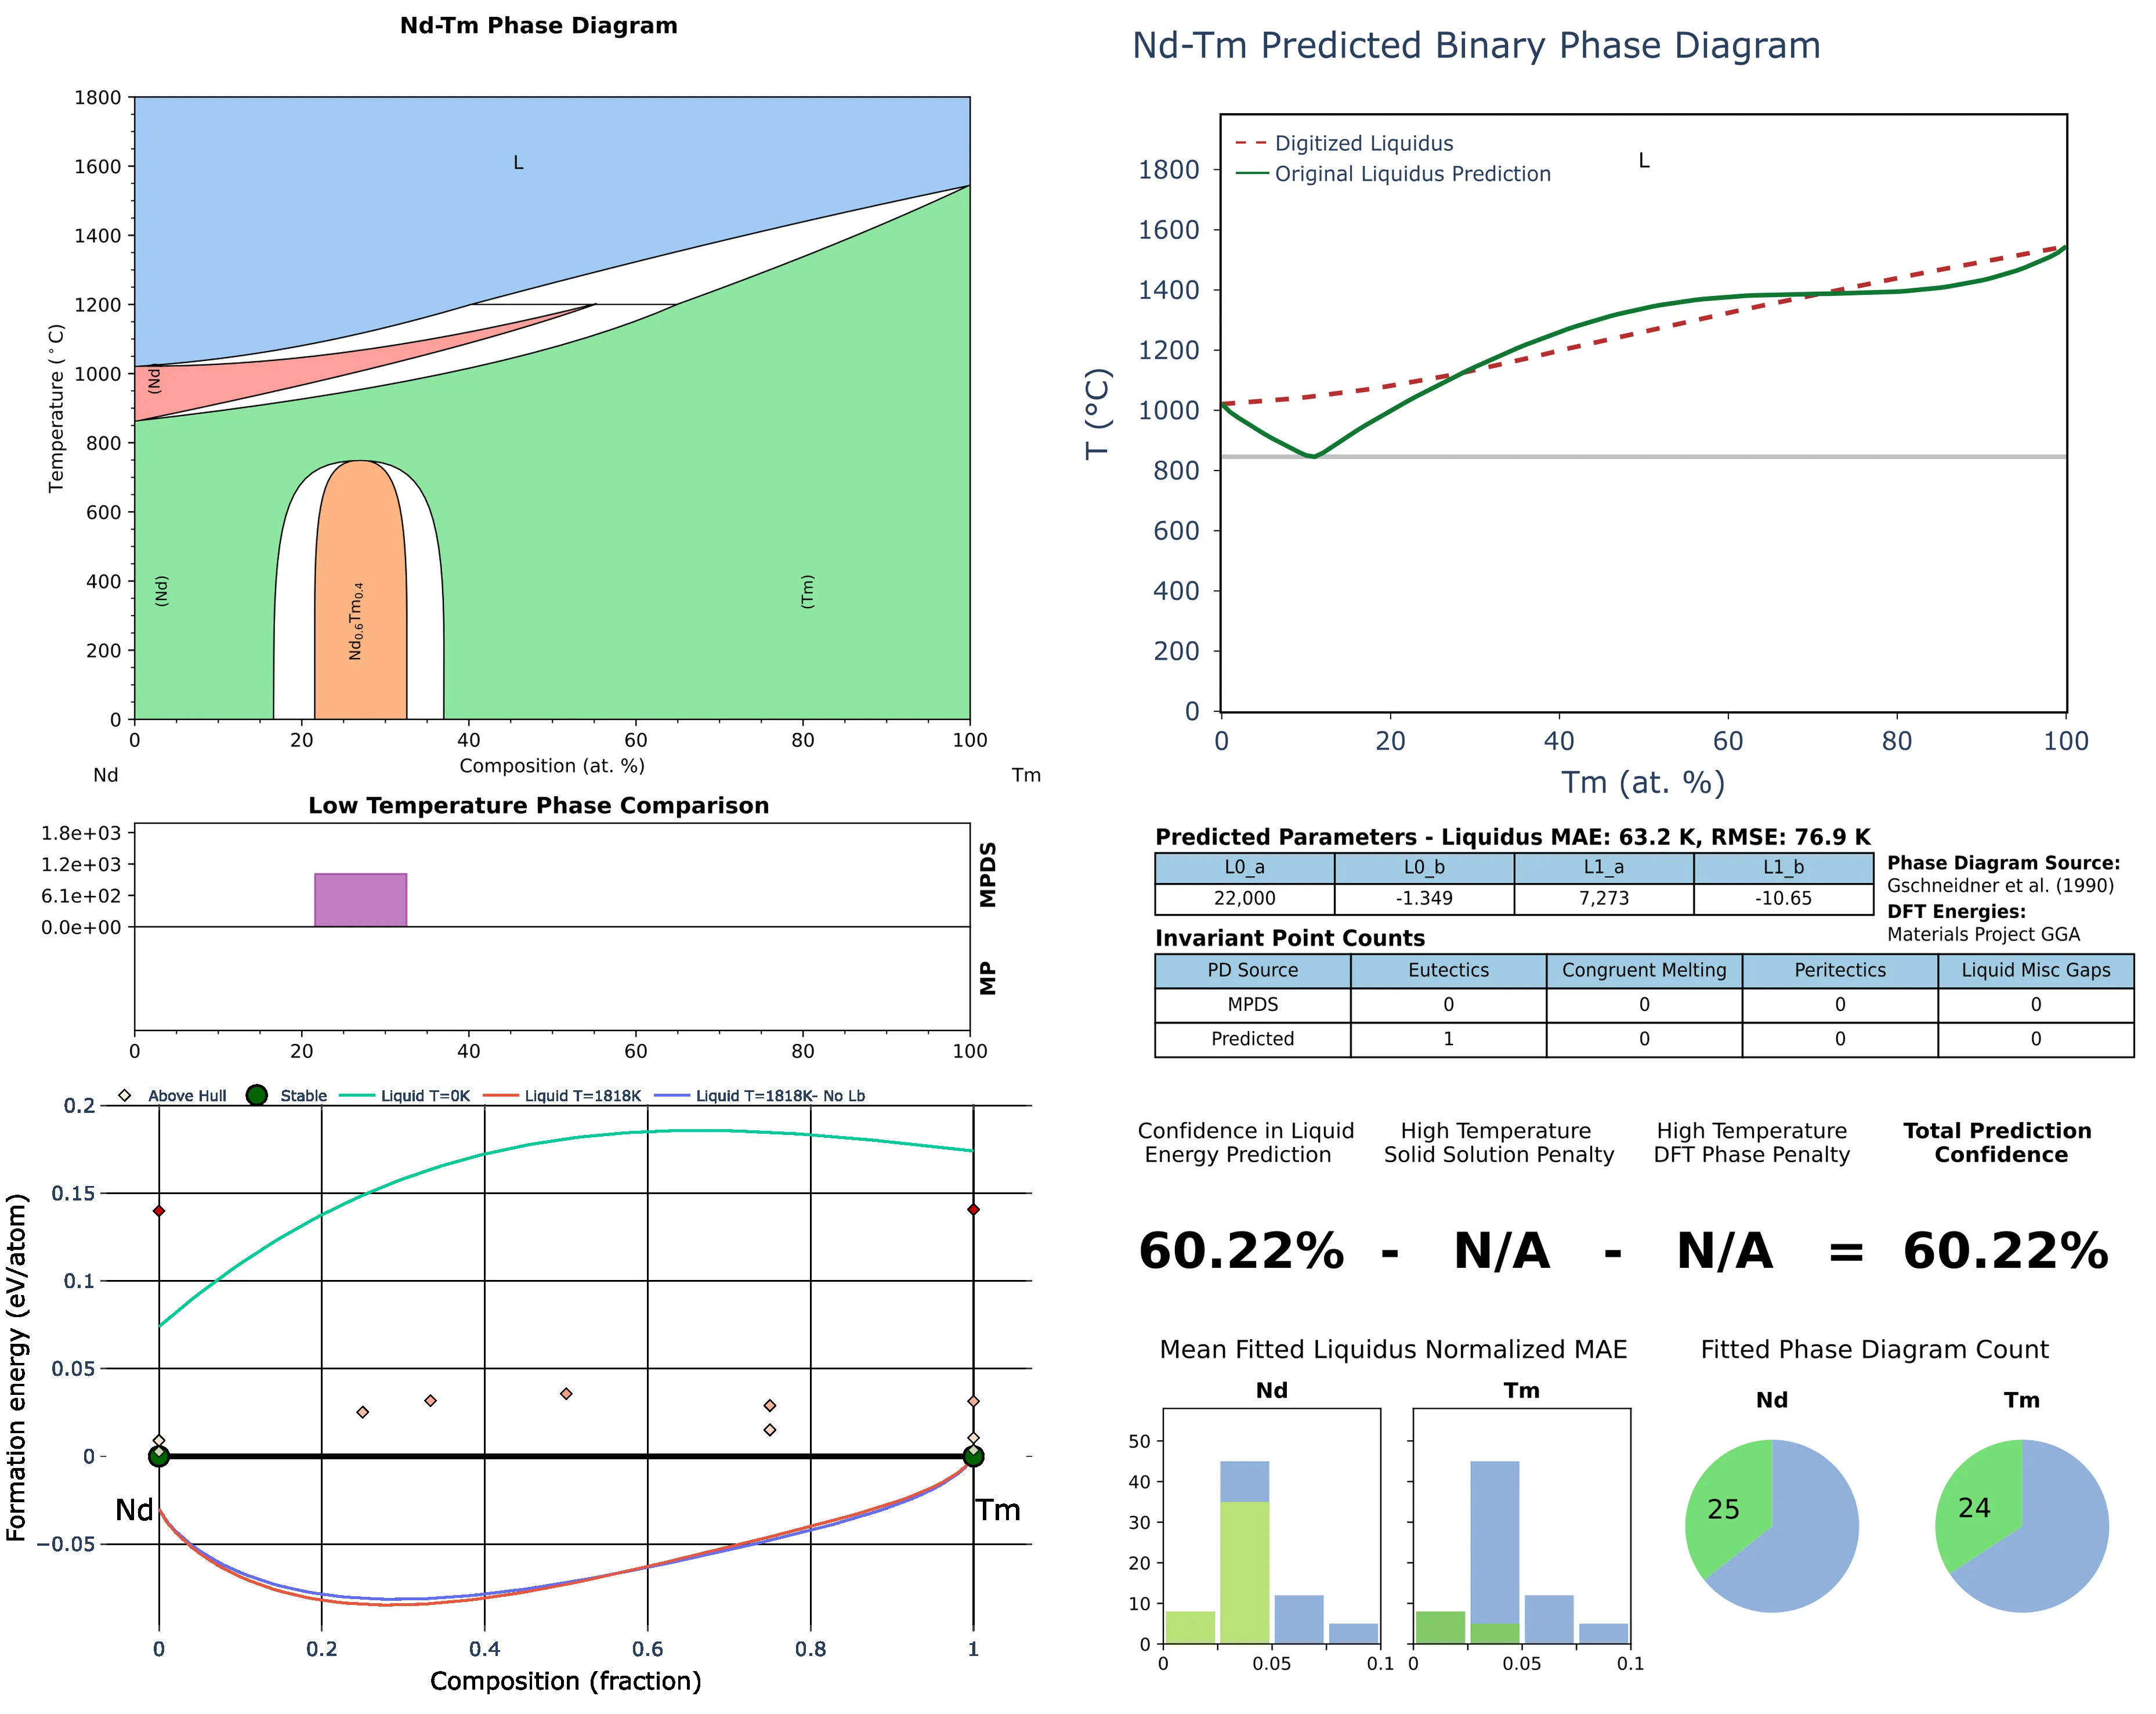 Nd-Tm Phase Diagram
1800
1600
1400
1200
1000
800
600
400
200
0
Temperature (°C)
L
(Nd
(Nd)
Nd0.6Tm0.4
(Tm)
0 20 40 60 80 100
Composition (at. %)
Nd Tm
Low Temperature Phase Comparison
1.8e+03
1.2e+03
6.1e+02
0.0e+00
MPDS
MP
0 20 40 60 80 100
Above Hull Stable Liquid T=0K Liquid T=1818K Liquid T=1818K- No Lb
0.2
0.15
0.1
0.05
0
−0.05
Formation energy (eV/atom)
Nd Tm
0 0.2 0.4 0.6 0.8 1
Composition (fraction)
Nd-Tm Predicted Binary Phase Diagram
Digitized Liquidus
Original Liquidus Prediction
L
1800
1600
1400
1200
1000
800
600
400
200
0
T (°C)
0 20 40 60 80 100
Tm (at. %)
Predicted Parameters - Liquidus MAE: 63.2 K, RMSE: 76.9 K
L0_a L0_b L1_a L1_b
22,000 -1.349 7,273 -10.65
Phase Diagram Source:
Gschneidner et al. (1990)
DFT Energies:
Materials Project GGA
Invariant Point Counts
PD Source Eutectics Congruent Melting Peritectics Liquid Misc Gaps
MPDS 0 0 0 0
Predicted 1 0 0 0
Confidence in Liquid
Energy Prediction
High Temperature
Solid Solution Penalty
High Temperature
DFT Phase Penalty
Total Prediction
Confidence
60.22% - N/A - N/A = 60.22%
Mean Fitted Liquidus Normalized MAE
Nd Tm
50
40
30
20
10
0
0 0.05 0.1 0 0.05 0.1
Fitted Phase Diagram Count
Nd Tm
25 24